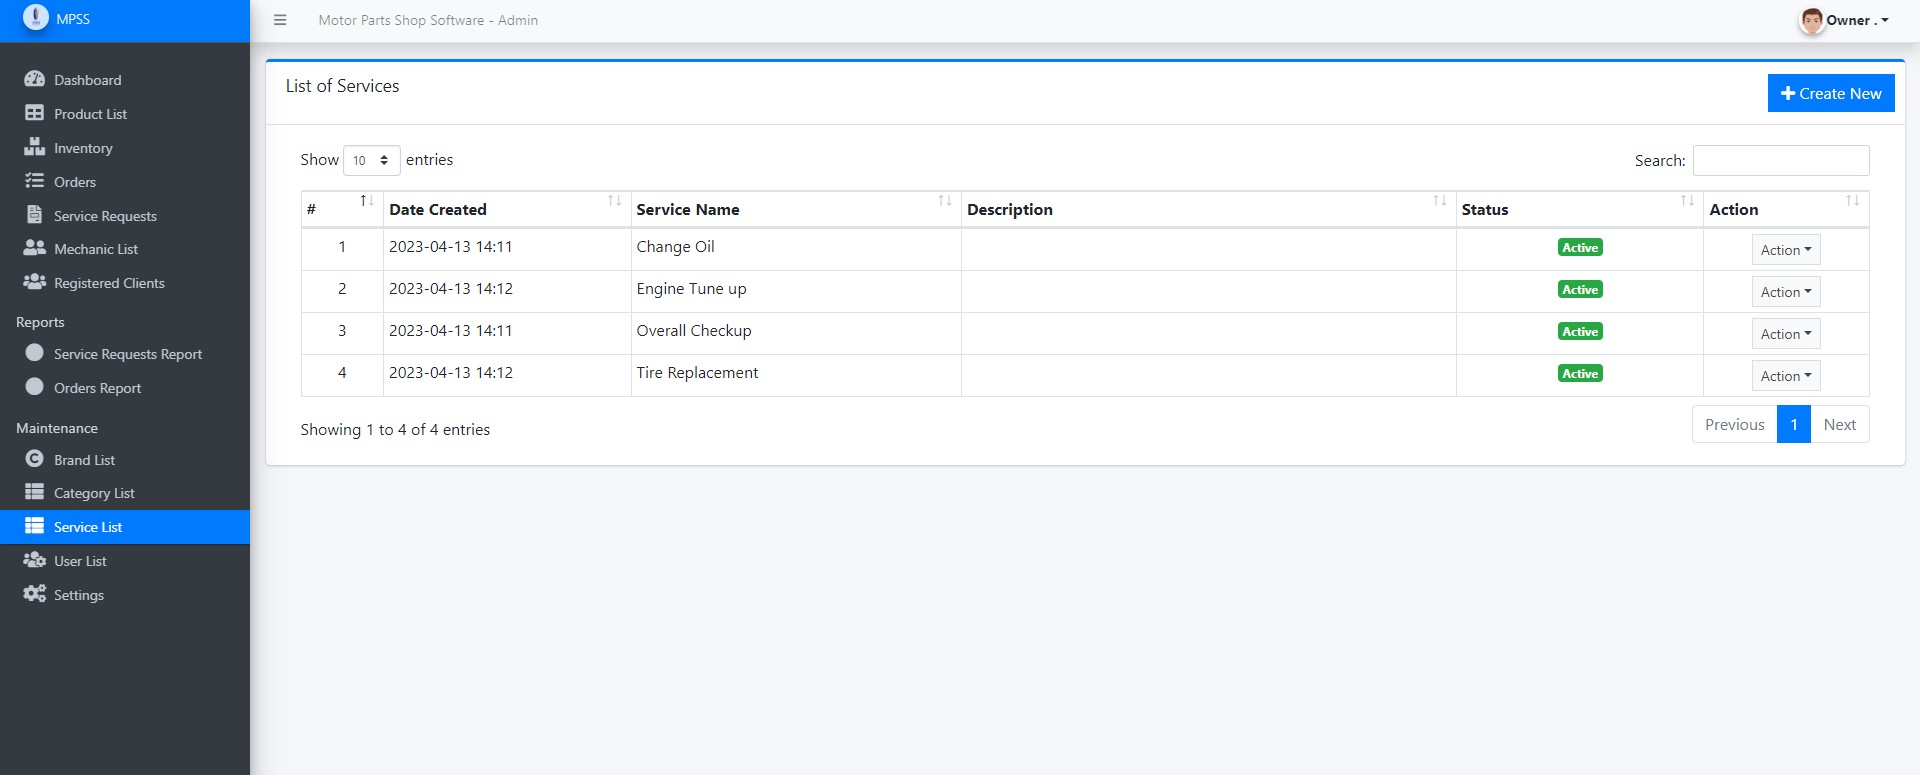 MPSS
Motor Parts Shop Software - Admin
Owner .
Dashboard
Product List
Inventory
Orders
Service Requests
Mechanic List
Registered Clients
Reports
Service Requests Report
Orders Report
Maintenance
Brand List
Category List
Service List
User List
Settings
List of Services
Create New
Show 10 entries
Search:
# Date Created Service Name Description Status Action
1 2023-04-13 14:11 Change Oil Active Action
2 2023-04-13 14:12 Engine Tune up Active Action
3 2023-04-13 14:11 Overall Checkup Active Action
4 2023-04-13 14:12 Tire Replacement Active Action
Showing 1 to 4 of 4 entries
Previous 1 Next